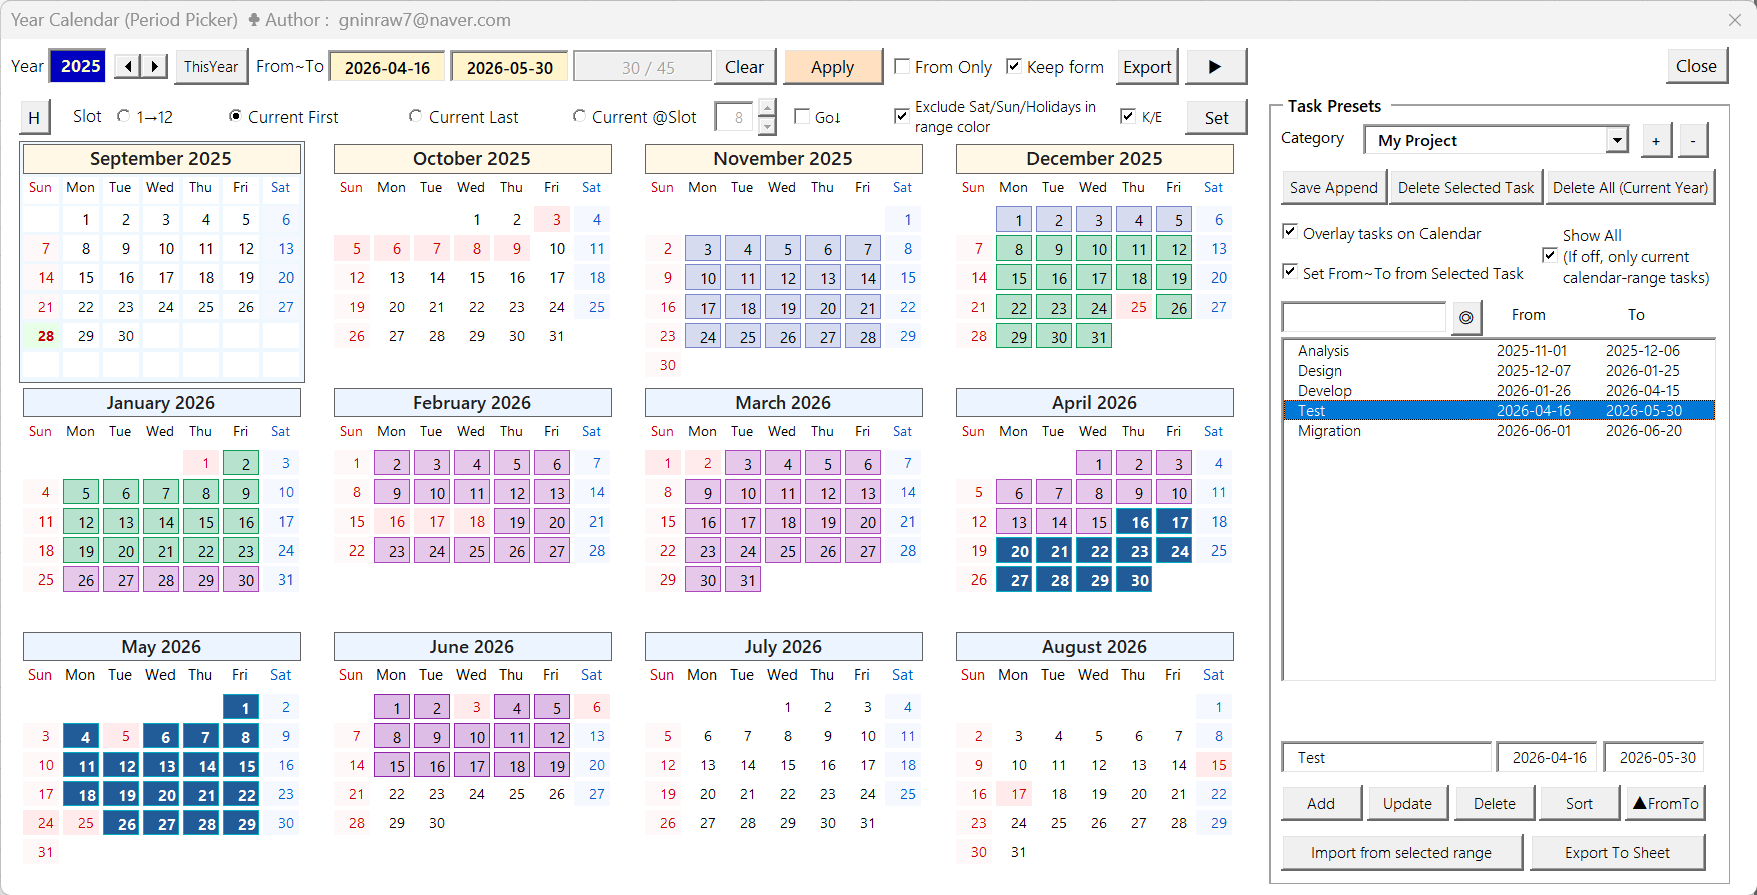 Year Calendar (Period Picker) ♣ Author : gninraw7@naver.com
Year 2025 ◀ ▶ ThisYear From~To 2026-04-16 2026-05-30 30 / 45 Clear Apply From Only Keep form Export ▶ Close
H Slot 1→12 Current First Current Last Current @Slot 8 Go↓ Exclude Sat/Sun/Holidays in range color K/E Set
September 2025
Sun Mon Tue Wed Thu Fri Sat
1 2 3 4 5 6
7 8 9 10 11 12 13
14 15 16 17 18 19 20
21 22 23 24 25 26 27
28 29 30
October 2025
Sun Mon Tue Wed Thu Fri Sat
1 2 3 4
5 6 7 8 9 10 11
12 13 14 15 16 17 18
19 20 21 22 23 24 25
26 27 28 29 30 31
November 2025
Sun Mon Tue Wed Thu Fri Sat
1
2 3 4 5 6 7 8
9 10 11 12 13 14 15
16 17 18 19 20 21 22
23 24 25 26 27 28 29
30
December 2025
Sun Mon Tue Wed Thu Fri Sat
1 2 3 4 5 6
7 8 9 10 11 12 13
14 15 16 17 18 19 20
21 22 23 24 25 26 27
28 29 30 31
January 2026
Sun Mon Tue Wed Thu Fri Sat
1 2 3
4 5 6 7 8 9 10
11 12 13 14 15 16 17
18 19 20 21 22 23 24
25 26 27 28 29 30 31
February 2026
Sun Mon Tue Wed Thu Fri Sat
1 2 3 4 5 6 7
8 9 10 11 12 13 14
15 16 17 18 19 20 21
22 23 24 25 26 27 28
March 2026
Sun Mon Tue Wed Thu Fri Sat
1 2 3 4 5 6 7
8 9 10 11 12 13 14
15 16 17 18 19 20 21
22 23 24 25 26 27 28
29 30 31
April 2026
Sun Mon Tue Wed Thu Fri Sat
1 2 3 4
5 6 7 8 9 10 11
12 13 14 15 16 17 18
19 20 21 22 23 24 25
26 27 28 29 30
May 2026
Sun Mon Tue Wed Thu Fri Sat
1 2
3 4 5 6 7 8 9
10 11 12 13 14 15 16
17 18 19 20 21 22 23
24 25 26 27 28 29 30
31
June 2026
Sun Mon Tue Wed Thu Fri Sat
1 2 3 4 5 6
7 8 9 10 11 12 13
14 15 16 17 18 19 20
21 22 23 24 25 26 27
28 29 30
July 2026
Sun Mon Tue Wed Thu Fri Sat
1 2 3 4
5 6 7 8 9 10 11
12 13 14 15 16 17 18
19 20 21 22 23 24 25
26 27 28 29 30 31
August 2026
Sun Mon Tue Wed Thu Fri Sat
1
2 3 4 5 6 7 8
9 10 11 12 13 14 15
16 17 18 19 20 21 22
23 24 25 26 27 28 29
30 31
Task Presets
Category My Project + -
Save Append Delete Selected Task Delete All (Current Year)
Overlay tasks on Calendar
Set From~To from Selected Task
Show All
(If off, only current
calendar-range tasks)
◎ From To
Analysis 2025-11-01 2025-12-06
Design 2025-12-07 2026-01-25
Develop 2026-01-26 2026-04-15
Test 2026-04-16 2026-05-30
Migration 2026-06-01 2026-06-20
Test 2026-04-16 2026-05-30
Add Update Delete Sort ▲FromTo
Import from selected range Export To Sheet